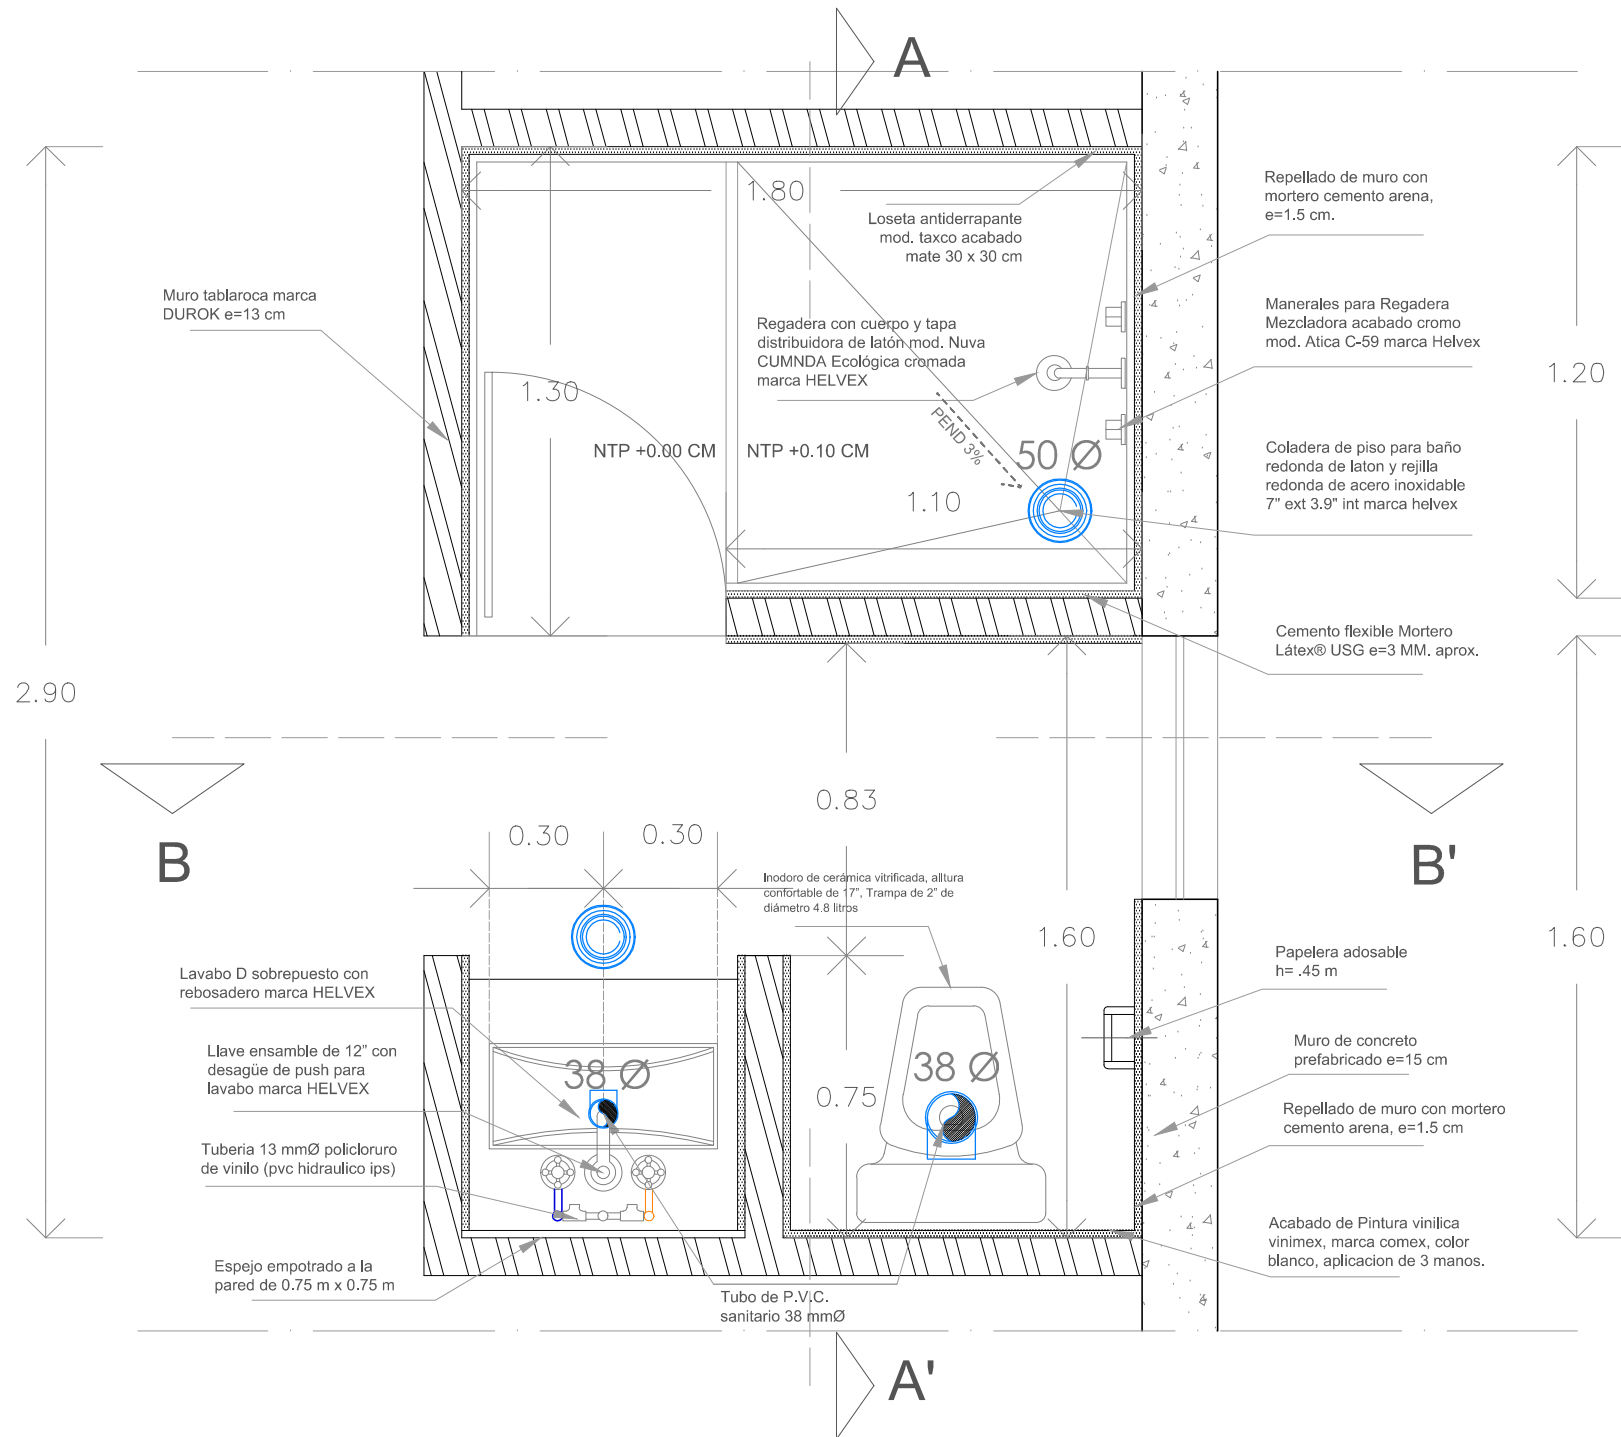 A
1.80
Loseta antiderrapante
mod. taxco acabado
mate 30 x 30 cm
Repellado de muro con
mortero cemento arena,
e=1.5 cm.
Muro tablaroca marca
DUROK e=13 cm
Regadera con cuerpo y tapa
distribuidora de latón mod. Nuva
CUMNDA Ecológica cromada
marca HELVEX
Manerales para Regadera
Mezcladora acabado cromo
mod. Atica C-59 marca Helvex
1.30
1.20
PEND 3%
NTP +0.00 CM
NTP +0.10 CM
50 Ø
1.10
Coladera de piso para baño
redonda de laton y rejilla
redonda de acero inoxidable
7" ext 3.9" int marca helvex
Cemento flexible Mortero
Látex® USG e=3 MM. aprox.
2.90
0.83
B
B'
0.30
0.30
Inodoro de cerámica vitrificada, alltura
confortable de 17", Trampa de 2" de
diámetro 4.8 litros
1.60
1.60
Lavabo D sobrepuesto con
rebosadero marca HELVEX
Papelera adosable
h= .45 m
Llave ensamble de 12" con
desagüe de push para
lavabo marca HELVEX
38 Ø
38 Ø
0.75
Muro de concreto
prefabricado e=15 cm
Repellado de muro con mortero
cemento arena, e=1.5 cm
Tuberia 13 mmØ policloruro
de vinilo (pvc hidraulico ips)
Acabado de Pintura vinilica
vinimex, marca comex, color
blanco, aplicacion de 3 manos.
Espejo empotrado a la
pared de 0.75 m x 0.75 m
Tubo de P.V.C.
sanitario 38 mmØ
A'